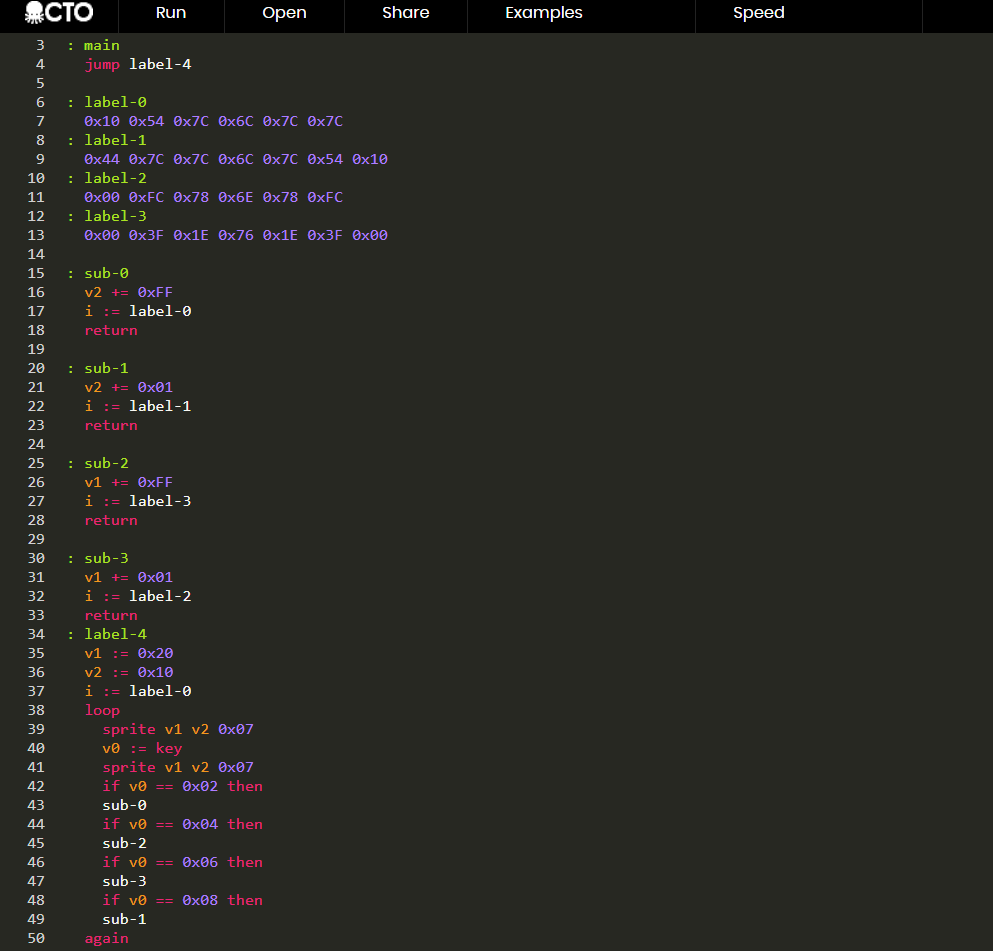 OCTO Run Open Share Examples Speed
3 : main
4 jump label-4
5
6 : label-0
7 0x10 0x54 0x7C 0x6C 0x7C 0x7C
8 : label-1
9 0x44 0x7C 0x7C 0x6C 0x7C 0x54 0x10
10 : label-2
11 0x00 0xFC 0x78 0x6E 0x78 0xFC
12 : label-3
13 0x00 0x3F 0x1E 0x76 0x1E 0x3F 0x00
14
15 : sub-0
16 v2 += 0xFF
17 i := label-0
18 return
19
20 : sub-1
21 v2 += 0x01
22 i := label-1
23 return
24
25 : sub-2
26 v1 += 0xFF
27 i := label-3
28 return
29
30 : sub-3
31 v1 += 0x01
32 i := label-2
33 return
34 : label-4
35 v1 := 0x20
36 v2 := 0x10
37 i := label-0
38 loop
39 sprite v1 v2 0x07
40 v0 := key
41 sprite v1 v2 0x07
42 if v0 == 0x02 then
43 sub-0
44 if v0 == 0x04 then
45 sub-2
46 if v0 == 0x06 then
47 sub-3
48 if v0 == 0x08 then
49 sub-1
50 again